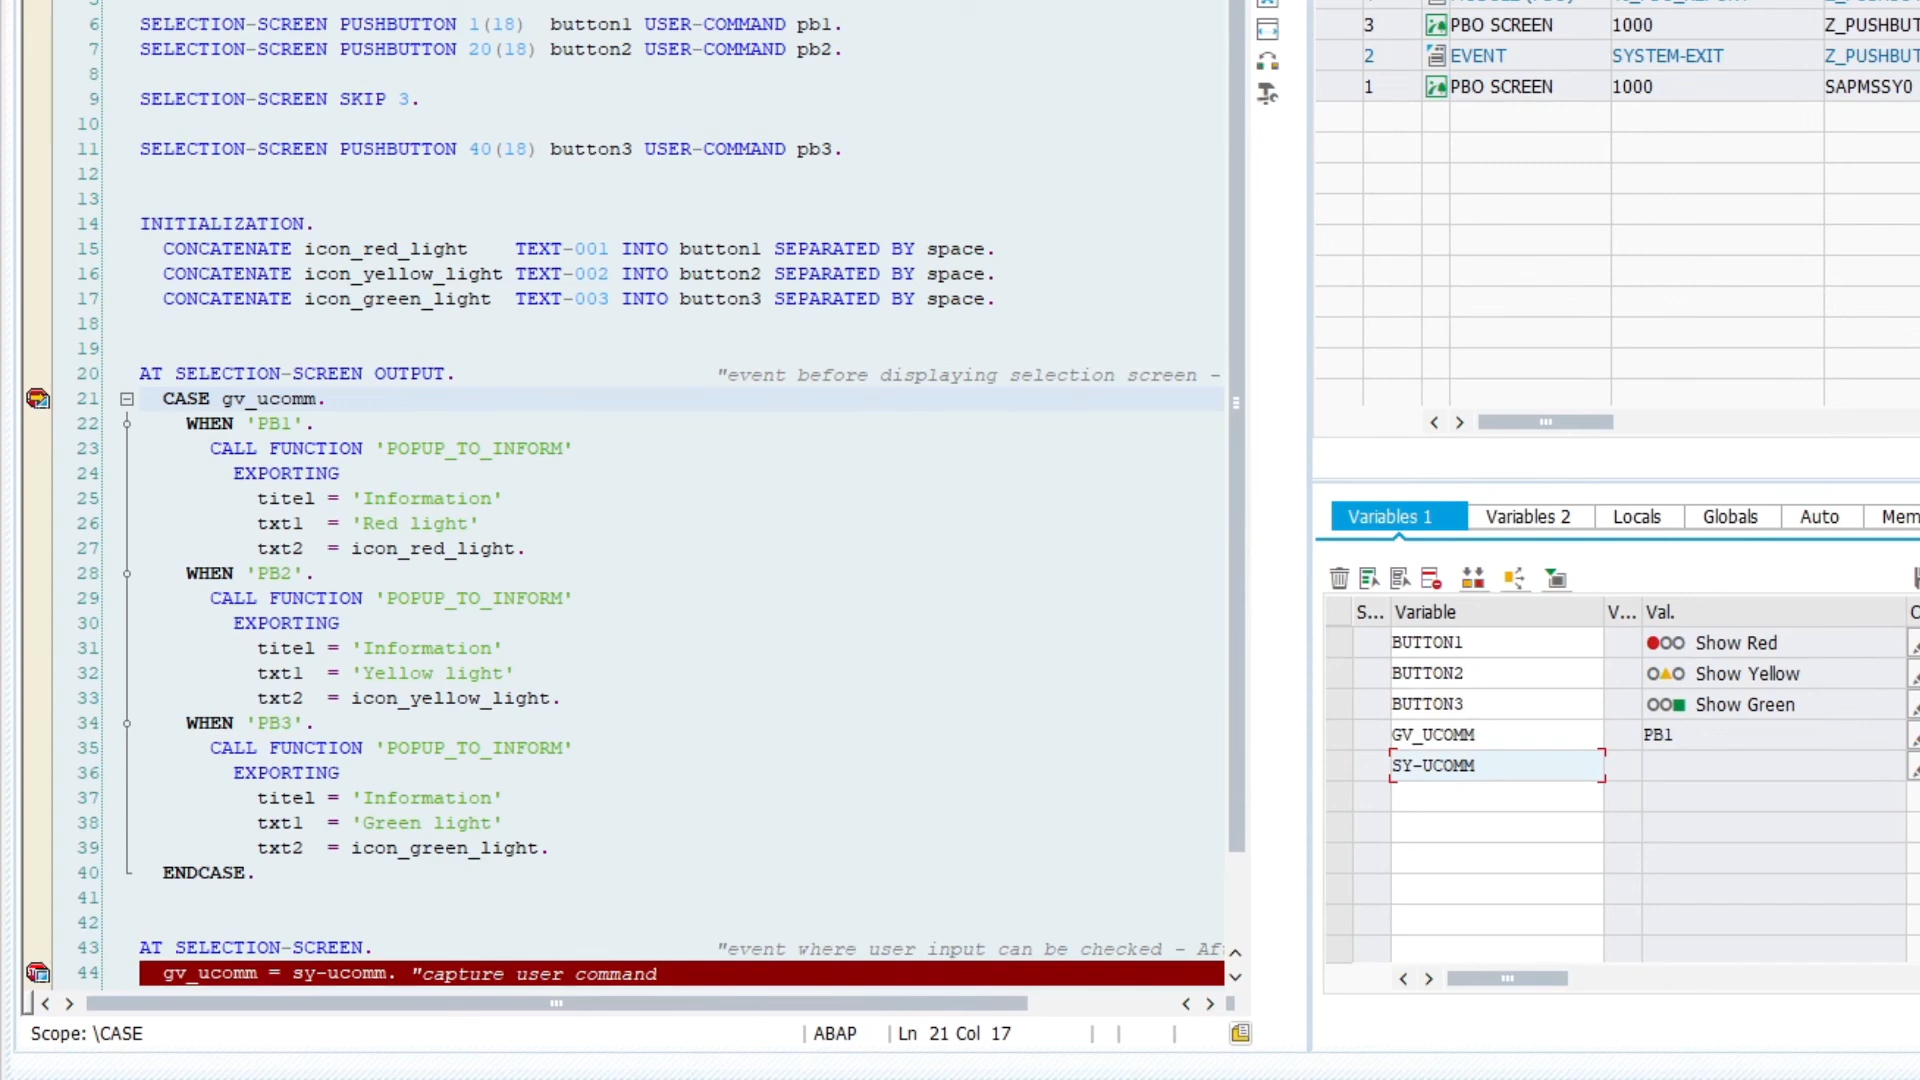 6 SELECTION-SCREEN PUSHBUTTON 1(18) button1 USER-COMMAND pb1.
7 SELECTION-SCREEN PUSHBUTTON 20(18) button2 USER-COMMAND pb2.
8
9 SELECTION-SCREEN SKIP 3.
10
11 SELECTION-SCREEN PUSHBUTTON 40(18) button3 USER-COMMAND pb3.
12
13
14 INITIALIZATION.
15 CONCATENATE icon_red_light TEXT-001 INTO button1 SEPARATED BY space.
16 CONCATENATE icon_yellow_light TEXT-002 INTO button2 SEPARATED BY space.
17 CONCATENATE icon_green_light TEXT-003 INTO button3 SEPARATED BY space.
18
19
20 AT SELECTION-SCREEN OUTPUT. "event before displaying selection screen -
21 CASE gv_ucomm.
22 WHEN 'PB1'.
23 CALL FUNCTION 'POPUP_TO_INFORM'
24 EXPORTING
25 titel = 'Information'
26 txt1 = 'Red light'
27 txt2 = icon_red_light.
28 WHEN 'PB2'.
29 CALL FUNCTION 'POPUP_TO_INFORM'
30 EXPORTING
31 titel = 'Information'
32 txt1 = 'Yellow light'
33 txt2 = icon_yellow_light.
34 WHEN 'PB3'.
35 CALL FUNCTION 'POPUP_TO_INFORM'
36 EXPORTING
37 titel = 'Information'
38 txt1 = 'Green light'
39 txt2 = icon_green_light.
40 ENDCASE.
41
42
43 AT SELECTION-SCREEN. "event where user input can be checked - Af
44 gv_ucomm = sy-ucomm. "capture user command
Scope: \CASE ABAP Ln 21 Col 17
3 PBO SCREEN 1000 Z_PUSHBUT
2 EVENT SYSTEM-EXIT Z_PUSHBUT
1 PBO SCREEN 1000 SAPMSSY0
Variables 1 Variables 2 Locals Globals Auto Mem
S... Variable V... Val.
BUTTON1 Show Red
BUTTON2 Show Yellow
BUTTON3 Show Green
GV_UCOMM PB1
SY-UCOMM